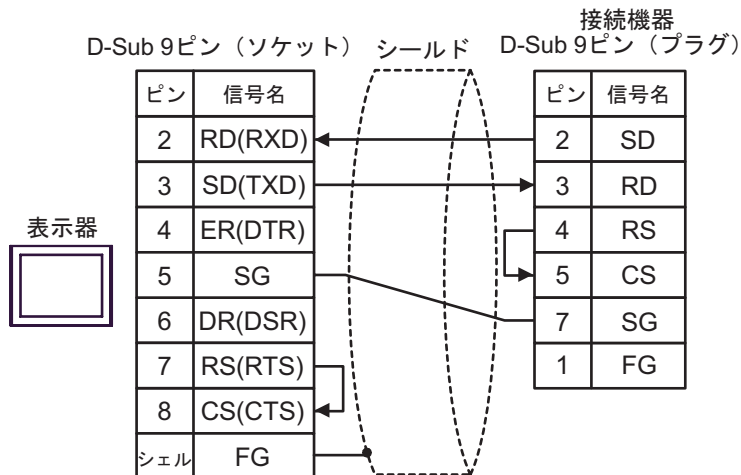 接続機器
D-Sub 9ピン（ソケット） シールド D-Sub 9ピン（プラグ）
ピン 信号名 ピン 信号名
2 RD(RXD) 2 SD
3 SD(TXD) 3 RD
表示器 4 ER(DTR) 4 RS
5 SG 5 CS
6 DR(DSR) 7 SG
7 RS(RTS) 1 FG
8 CS(CTS)
シェル FG